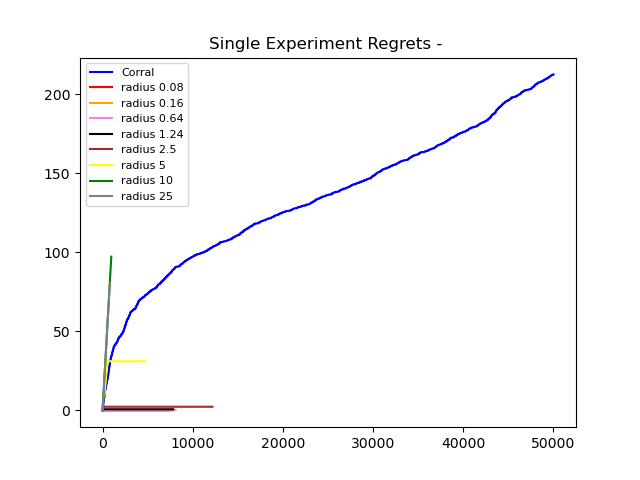 Single Experiment Regrets -
Corral
radius 0.08
radius 0.16
radius 0.64
radius 1.24
radius 2.5
radius 5
radius 10
radius 25
200
150
100
50
0
0 10000 20000 30000 40000 50000